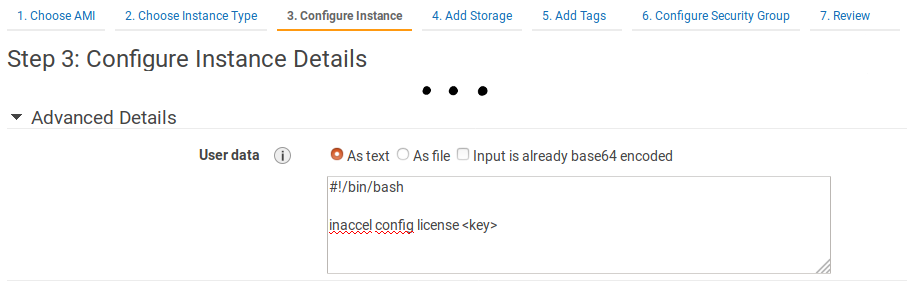 1. Choose AMI 2. Choose Instance Type 3. Configure Instance 4. Add Storage 5. Add Tags 6. Configure Security Group 7. Review
Step 3: Configure Instance Details
Advanced Details
User data i As text As file Input is already base64 encoded
#!/bin/bash
inaccel config license <key>